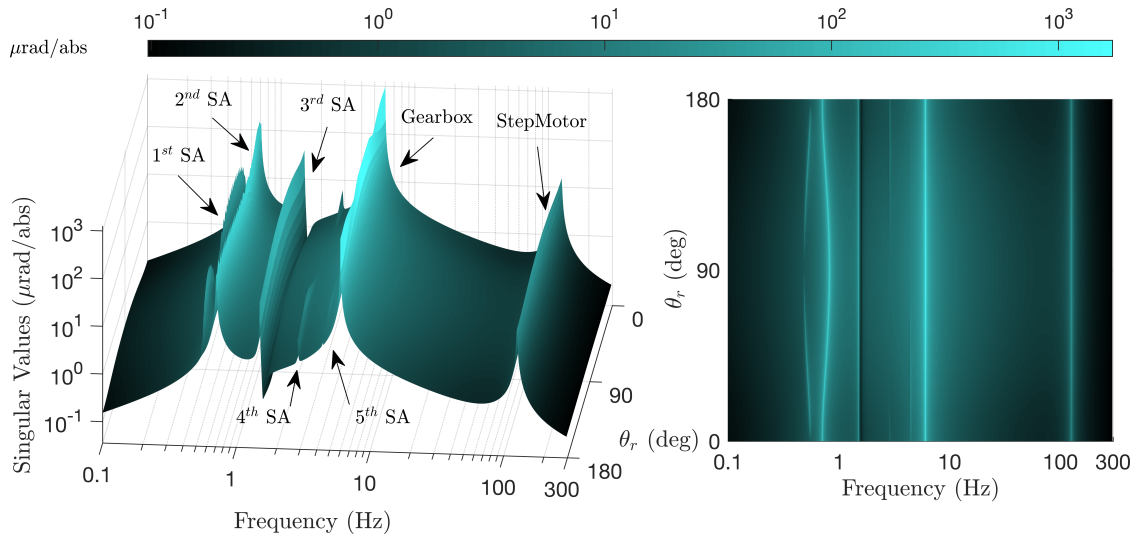 10^{-1} 10^{0} 10^{1} 10^{2} 10^{3}
μrad/abs
2^{nd} SA
3^{rd} SA
Gearbox
StepMotor
1^{st} SA
4^{th} SA
5^{th} SA
Singular Values (μrad/abs)
10^{3}
10^{2}
10^{1}
10^{0}
10^{-1}
0.1 1 10 100 300
Frequency (Hz)
0
90
180
θ_r (deg)
180
90
0
θ_r (deg)
0.1 1 10 100 300
Frequency (Hz)